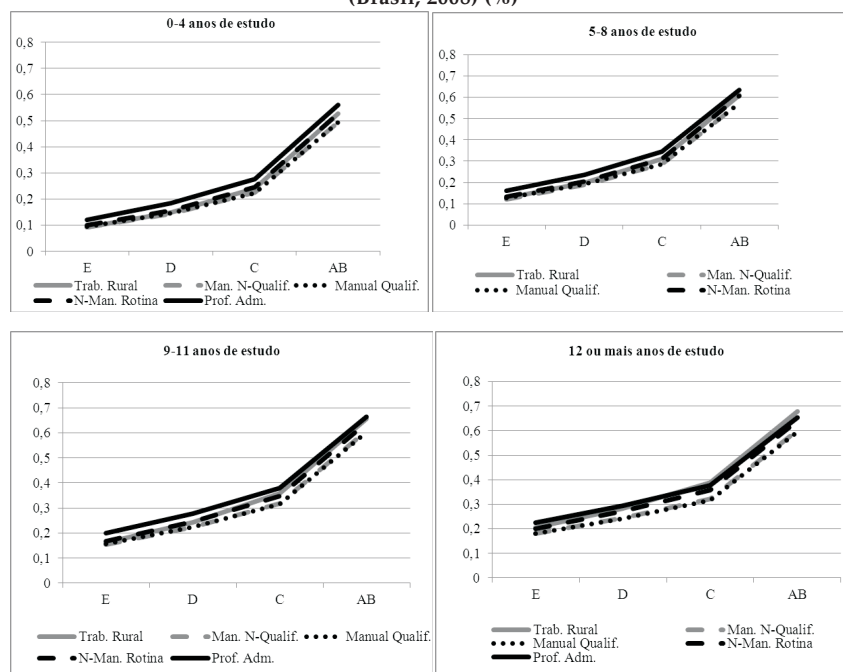 (Brasil, 2008) (%)
0-4 anos de estudo
0,8
0,7
0,6
0,5
0,4
0,3
0,2
0,1
0
E D C AB
Trab. Rural Man. N-Qualif. Manual Qualif.
N-Man. Rotina Prof. Adm.
5-8 anos de estudo
0,8
0,7
0,6
0,5
0,4
0,3
0,2
0,1
0
E D C AB
Trab. Rural Man. N-Qualif.
Manual Qualif. N-Man. Rotina
9-11 anos de estudo
0,8
0,7
0,6
0,5
0,4
0,3
0,2
0,1
0
E D C AB
Trab. Rural Man. N-Qualif. Manual Qualif.
N-Man. Rotina Prof. Adm.
12 ou mais anos de estudo
0,8
0,7
0,6
0,5
0,4
0,3
0,2
0,1
0
E D C AB
Trab. Rural Man. N-Qualif.
Manual Qualif. N-Man. Rotina
Prof. Adm.